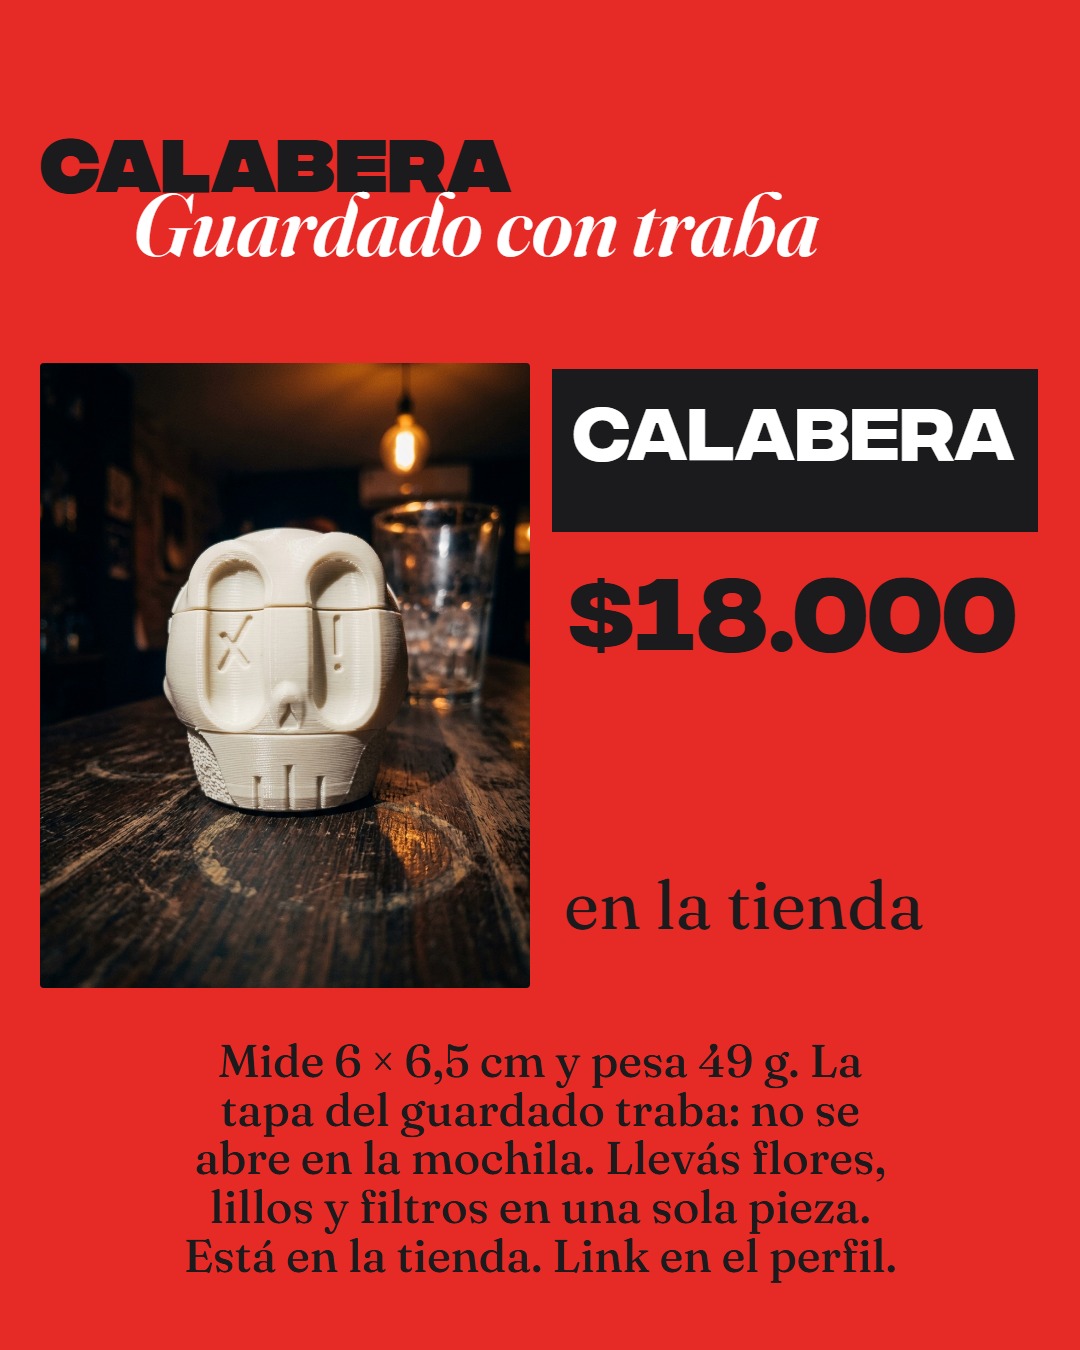 CALABERA
Guardado con traba
CALABERA
$18.000
en la tienda
Mide 6 × 6,5 cm y pesa 49 g. La
tapa del guardado traba: no se
abre en la mochila. Llevás flores,
lillos y filtros en una sola pieza.
Está en la tienda. Link en el perfil.